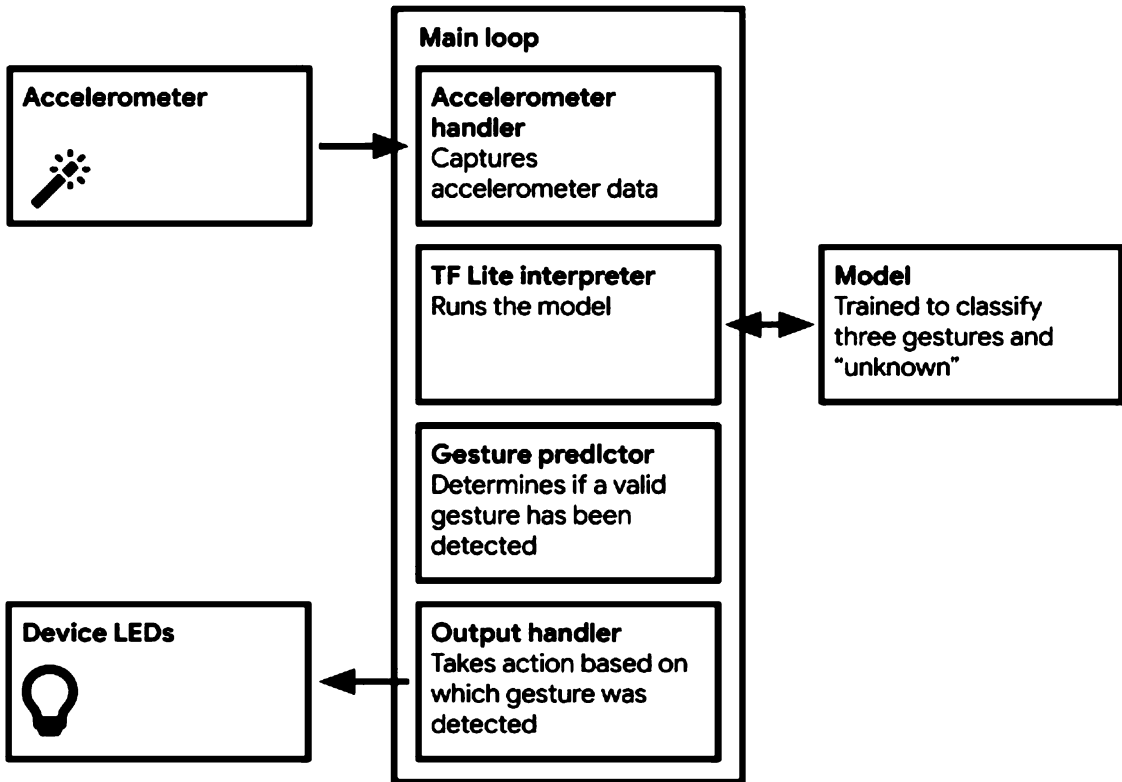 Main loop
Accelerometer
Accelerometer
handler
Captures
accelerometer data
TF Lite interpreter
Runs the model
Model
Trained to classify
three gestures and
“unknown”
Gesture predictor
Determines if a valid
gesture has been
detected
Device LEDs
Output handler
Takes action based on
which gesture was
detected